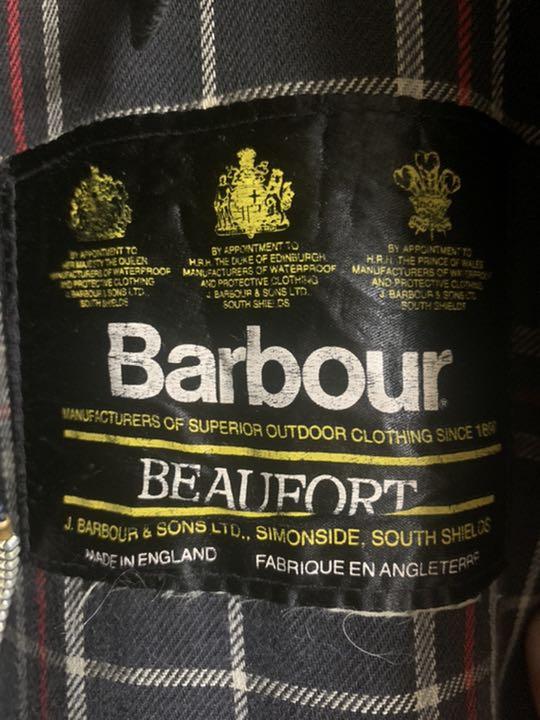 BY APPOINTMENT TO
H.M. THE QUEEN
MANUFACTURERS OF WATERPROOF
AND PROTECTIVE CLOTHING
J. BARBOUR & SONS LTD.
SOUTH SHIELDS
BY APPOINTMENT TO
H.R.H. THE DUKE OF EDINBURGH
MANUFACTURERS OF WATERPROOF
AND PROTECTIVE CLOTHING
J. BARBOUR & SONS LTD.
SOUTH SHIELDS
BY APPOINTMENT TO
H.R.H. THE PRINCE OF WALES
MANUFACTURERS OF WATERPROOF
AND PROTECTIVE CLOTHING
J. BARBOUR & SONS LTD.
SOUTH SHIELDS
Barbour
MANUFACTURERS OF SUPERIOR OUTDOOR CLOTHING SINCE
BEAUFORT
J. BARBOUR & SONS LTD., SIMONSIDE, SOUTH SHIELDS
MADE IN ENGLAND
FABRIQUE EN ANGLETERRE